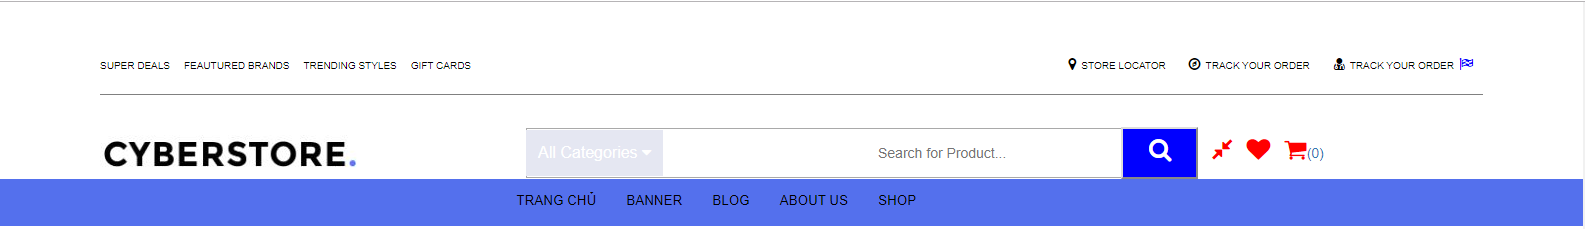 SUPER DEALS FEAUTURED BRANDS TRENDING STYLES GIFT CARDS STORE LOCATOR TRACK YOUR ORDER TRACK YOUR ORDER
CYBERSTORE. All Categories Search for Product... (0)
TRANG CHỦ BANNER BLOG ABOUT US SHOP